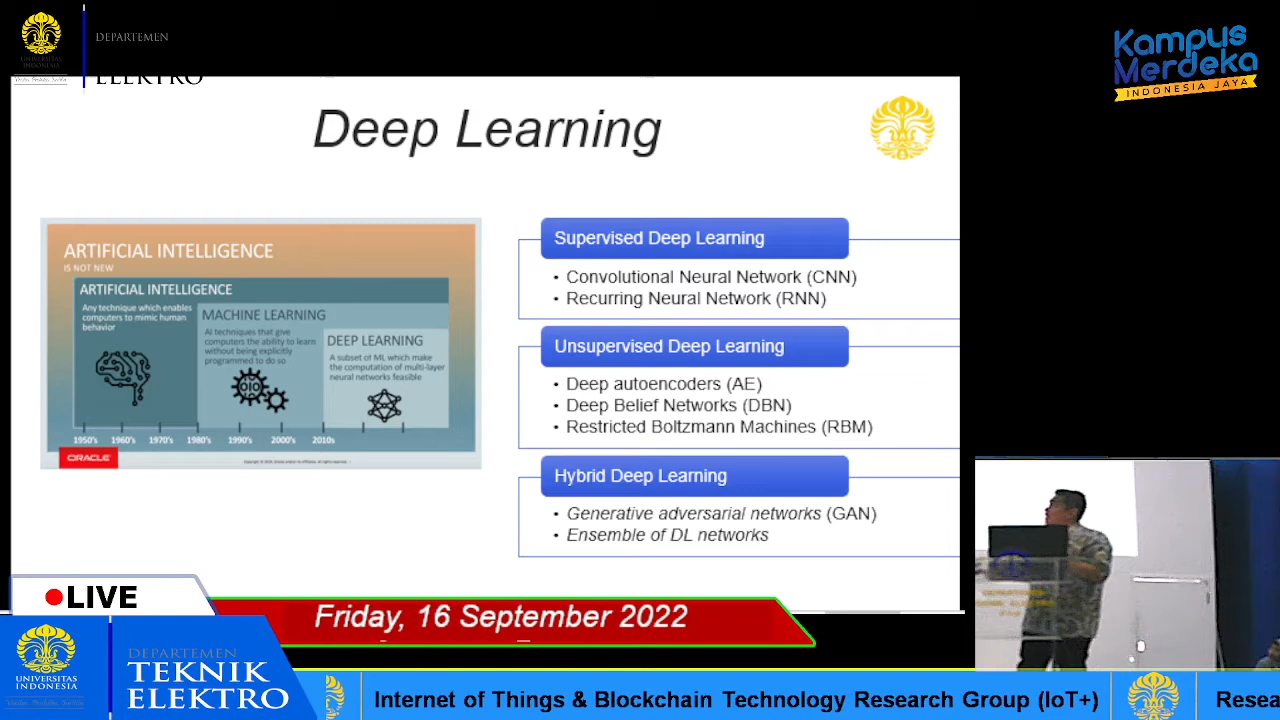 UNIVERSITAS
INDONESIA
DEPARTEMEN
ELEKTRO
Kampus
Merdeka
INDONESIA JAYA
Deep Learning
ARTIFICIAL INTELLIGENCE
IS NOT NEW
ARTIFICIAL INTELLIGENCE
Any technique which enables
computers to mimic human
behavior
MACHINE LEARNING
AI techniques that give
computers the ability to learn
without being explicitly
programmed to do so
DEEP LEARNING
A subset of ML which make
the computation of multi-layer
neural networks feasible
1950's 1960's 1970's 1980's 1990's 2000's 2010s
ORACLE
Supervised Deep Learning
• Convolutional Neural Network (CNN)
• Recurring Neural Network (RNN)
Unsupervised Deep Learning
• Deep autoencoders (AE)
• Deep Belief Networks (DBN)
• Restricted Boltzmann Machines (RBM)
Hybrid Deep Learning
• Generative adversarial networks (GAN)
• Ensemble of DL networks
LIVE
Friday, 16 September 2022
UNIVERSITAS
INDONESIA
DEPARTEMEN
TEKNIK
ELEKTRO
Internet of Things & Blockchain Technology Research Group (IoT+)
Resea